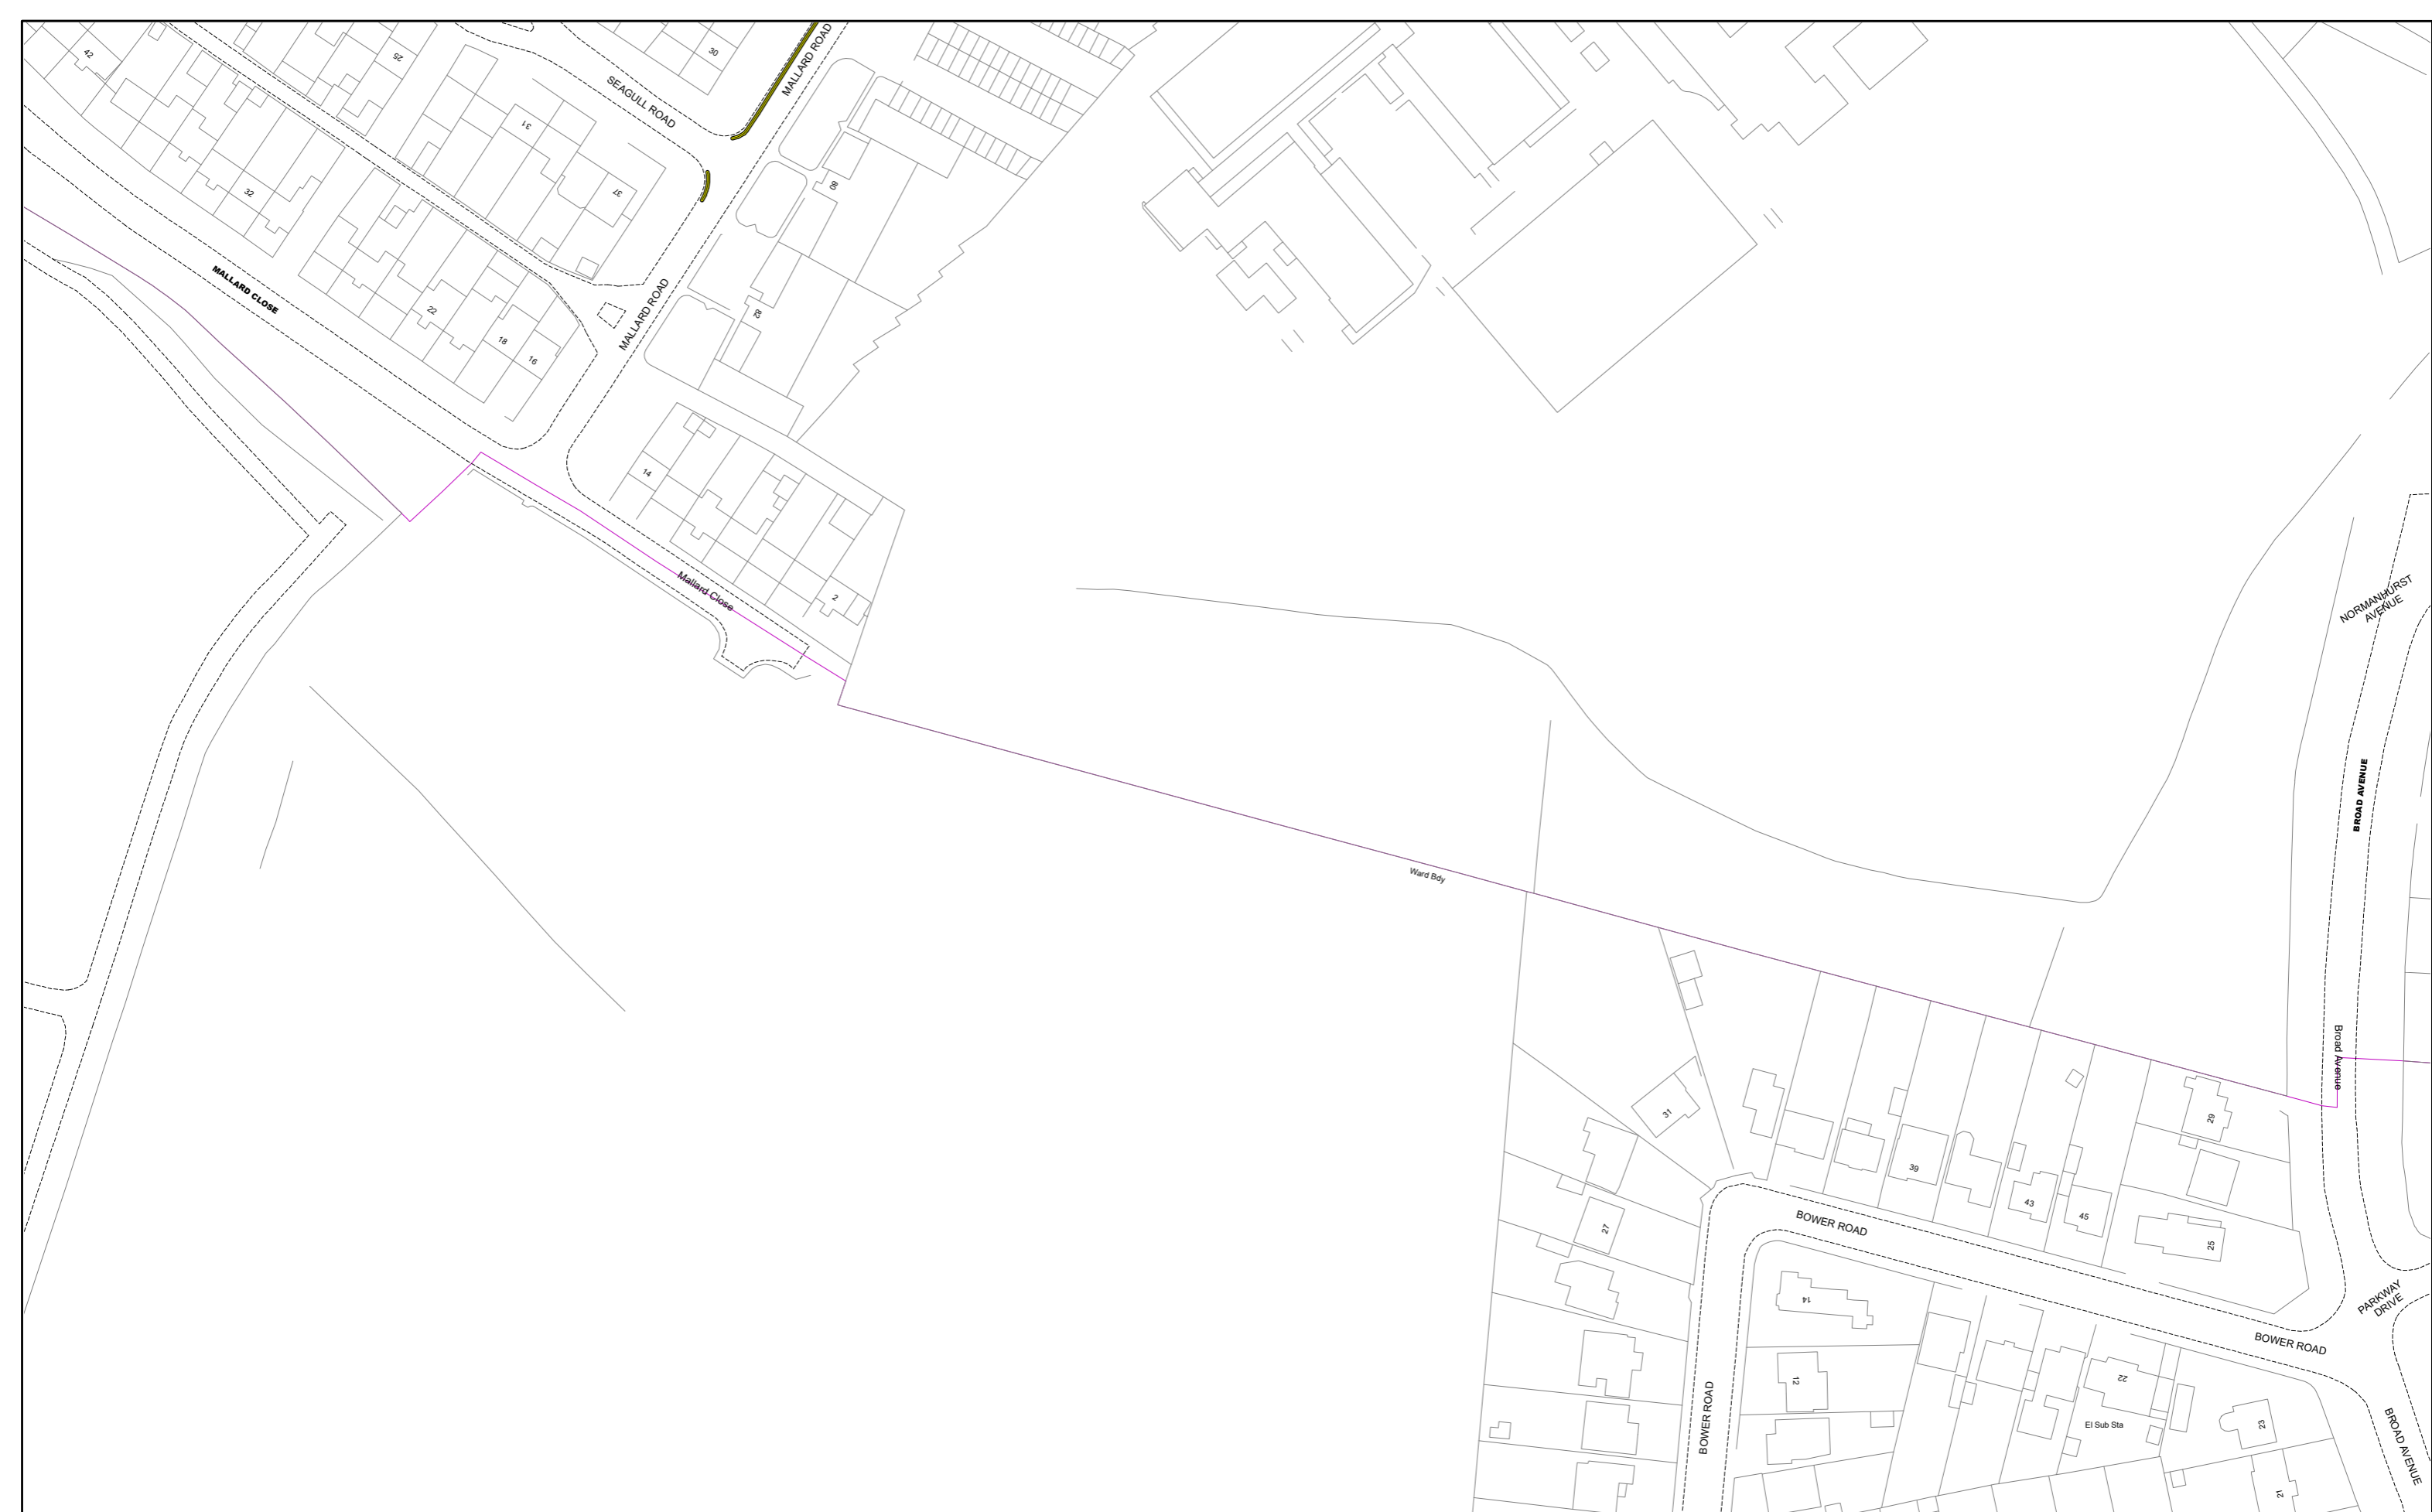 42
25
30
MALLARD ROAD
SEAGULL ROAD
31
32
37
80
MALLARD CLOSE
MALLARD ROAD
82
22
18
16
14
Mallard Close
2
NORMANHURST
AVENUE
BROAD AVENUE
Ward Bdy
Broad Avenue
31
29
39
43
45
27
BOWER ROAD
25
14
PARKWAY
DRIVE
BOWER ROAD
12
22
BOWER ROAD
El Sub Sta
23
BROAD AVENUE
21